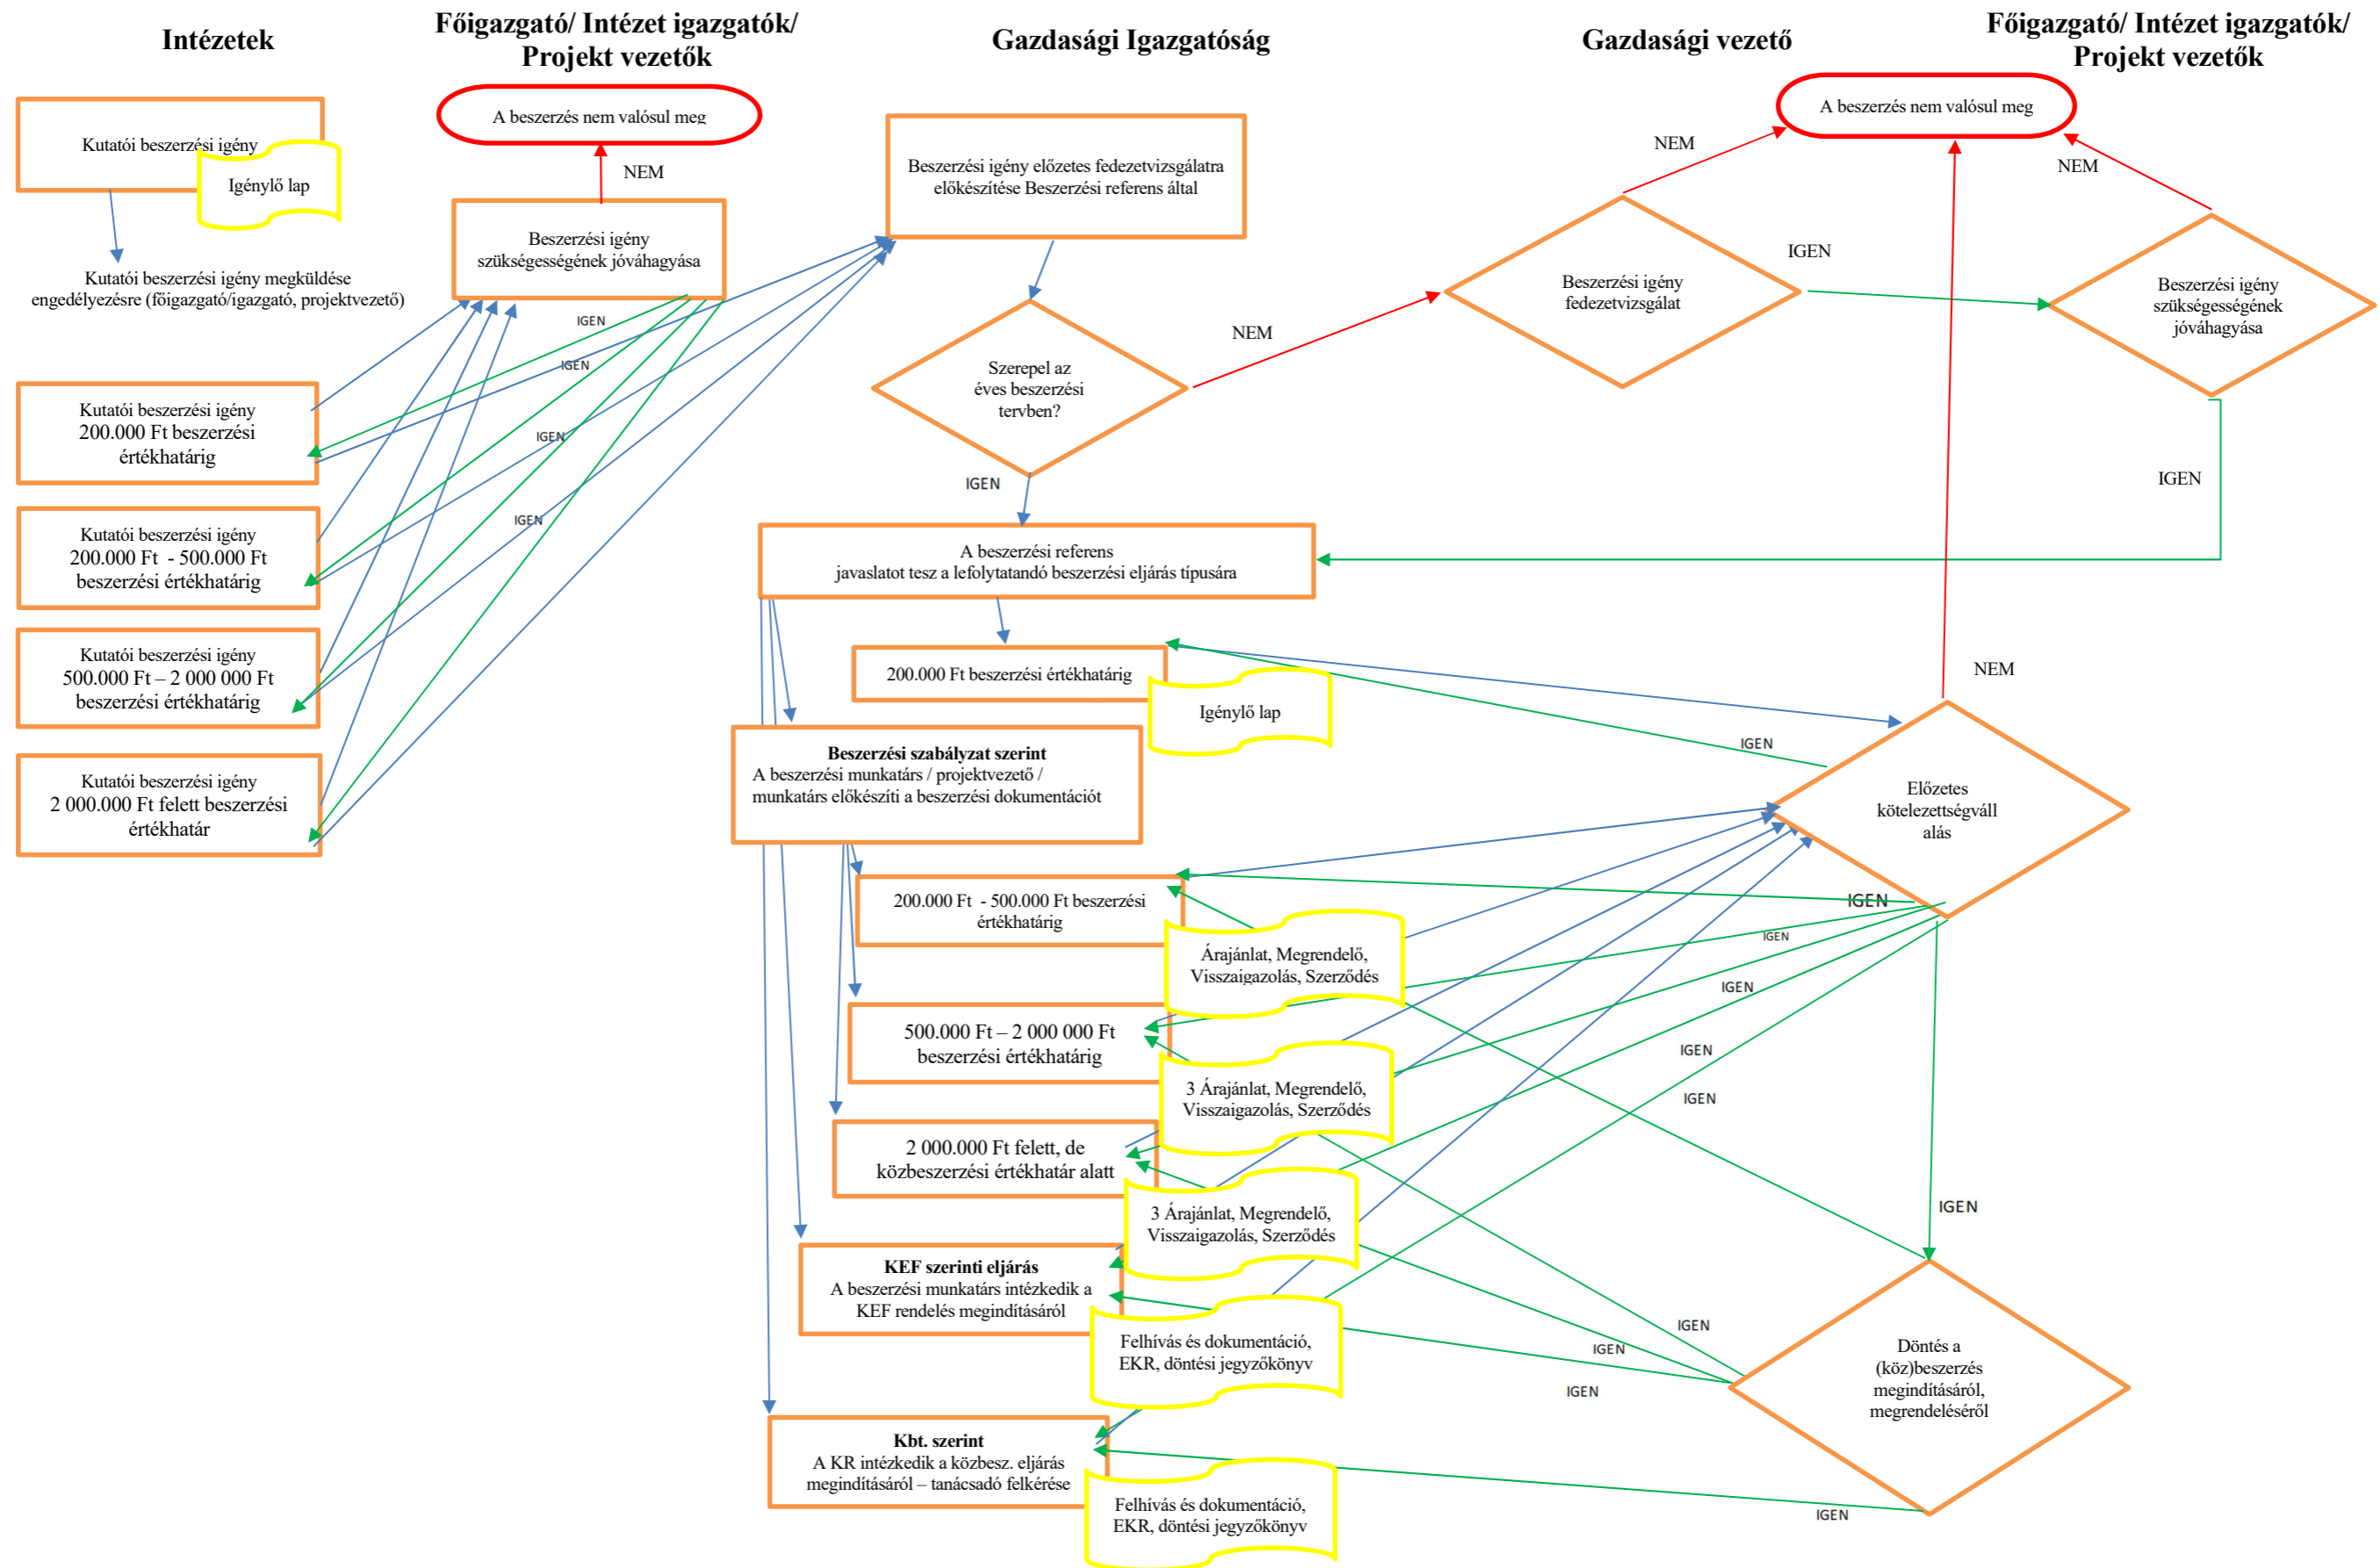 Intézetek
Főigazgató/ Intézet igazgatók/
Projekt vezetők
Gazdasági Igazgatóság
Gazdasági vezető
Főigazgató/ Intézet igazgatók/
Projekt vezetők
Kutatói beszerzési igény
Igénylő lap
Kutatói beszerzési igény megküldése
engedélyezésre (főigazgató/igazgató, projektvezető)
A beszerzés nem valósul meg
NEM
Beszerzési igény
szükségességének jóváhagyása
IGEN
IGEN
IGEN
IGEN
Kutatói beszerzési igény
200.000 Ft beszerzési
értékhatárig
Kutatói beszerzési igény
200.000 Ft - 500.000 Ft
beszerzési értékhatárig
Kutatói beszerzési igény
500.000 Ft – 2 000 000 Ft
beszerzési értékhatárig
Kutatói beszerzési igény
2 000.000 Ft felett beszerzési
értékhatár
Beszerzési igény előzetes fedezetvizsgálatra
előkészítése Beszerzési referens által
Szerepel az
éves beszerzési
tervben?
NEM
IGEN
A beszerzés nem valósul meg
NEM
NEM
Beszerzési igény
fedezetvizsgálat
IGEN
Beszerzési igény
szükségességének
jóváhagyása
IGEN
A beszerzési referens
javaslatot tesz a lefolytatandó beszerzési eljárás típusára
200.000 Ft beszerzési értékhatárig
Igénylő lap
NEM
IGEN
Beszerzési szabályzat szerint
A beszerzési munkatárs / projektvezető /
munkatárs előkészíti a beszerzési dokumentációt
Előzetes
kötelezettségváll
alás
200.000 Ft - 500.000 Ft beszerzési
értékhatárig
IGEN
IGEN
Árajánlat, Megrendelő,
Visszaigazolás, Szerződés
IGEN
500.000 Ft – 2 000 000 Ft
beszerzési értékhatárig
IGEN
3 Árajánlat, Megrendelő,
Visszaigazolás, Szerződés
IGEN
2 000.000 Ft felett, de
közbeszerzési értékhatár alatt
3 Árajánlat, Megrendelő,
Visszaigazolás, Szerződés
IGEN
KEF szerinti eljárás
A beszerzési munkatárs intézkedik a
KEF rendelés megindításáról
Felhívás és dokumentáció,
EKR, döntési jegyzőkönyv
IGEN
IGEN
IGEN
Döntés a
(köz)beszerzés
megindításáról,
megrendeléséről
Kbt. szerint
A KR intézkedik a közbesz. eljárás
megindításáról – tanácsadó felkérése
Felhívás és dokumentáció,
EKR, döntési jegyzőkönyv
IGEN